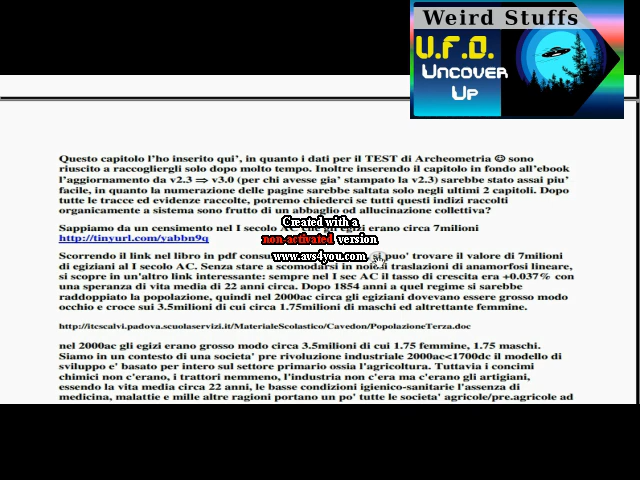 Weird Stuffs
U.F.O.
UNCOVER
UP
Questo capitolo l'ho inserito qui', in quanto i dati per il TEST di Archeometria ☺ sono
riuscito a raccogliergli solo dopo molto tempo. Inoltre inserendo il capitolo in fondo all'ebook
l'aggiornamento da v2.3 ⇒ v3.0 (per chi avesse gia' stampato la v2.3) sarebbe stato assai piu'
facile, in quanto la numerazione delle pagine sarebbe saltata solo negli ultimi 2 capitoli. Dopo
tutte le tracce ed evidenze raccolte, potremo chiederci se tutti questi indizi raccolti
organicamente a sistema sono frutto di un abbaglio od allucinazione collettiva?
Sappiamo da un censimento nel I secolo AC che gli egizi erano circa 7milioni
http://tinyurl.com/yabbn9q
Created with a
non-activated version
www.avs4you.com
Scorrendo il link nel libro in pdf si puo' trovare il valore di 7milioni
di egiziani al I secolo AC. Senza stare a scomodarsi in noiose traslazioni di anamorfosi lineare,
si scopre in un'altro link interessante: sempre nel I sec AC il tasso di crescita era +0.037% con
una speranza di vita media di 22 anni circa. Dopo 1854 anni a quel regime si sarebbe
raddoppiato la popolazione, quindi nel 2000ac circa gli egiziani dovevano essere grosso modo
occhio e croce sui 3.5milioni di cui circa 1.75milioni di maschi ed altrettante femmine.
http://itcscalvi.padova.scuolaservizi.it/MaterialeScolastico/Cavedon/PopolazioneTerza.doc
nel 2000ac gli egizi erano grosso modo circa 3.5milioni di cui 1.75 femmine, 1.75 maschi.
Siamo in un contesto di una societa' pre rivoluzione industriale 2000ac<1700dc il modello di
sviluppo e' basato per intero sul settore primario ossia l'agricoltura. Tuttavia i concimi
chimici non c'erano, i trattori nemmeno, l'industria non c'era ma c'erano gli artigiani,
essendo la vita media circa 22 anni, le basse condizioni igienico-sanitarie l'assenza di
medicina, malattie e mille altre ragioni portano un po' tutte le societa' agricole/pre.agricole ad